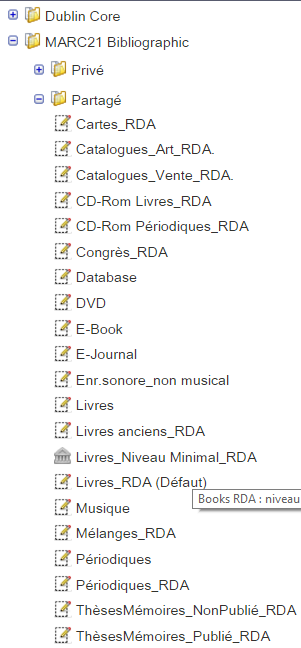 Dublin Core
MARC21 Bibliographic
Privé
Partagé
Cartes_RDA
Catalogues_Art_RDA.
Catalogues_Vente_RDA.
CD-Rom Livres_RDA
CD-Rom Périodiques_RDA
Congrès_RDA
Database
DVD
E-Book
E-Journal
Enr.sonore_non musical
Livres
Livres anciens_RDA
Livres_Niveau Minimal_RDA
Livres_RDA (Défaut)
Books RDA : niveau
Musique
Mélanges_RDA
Périodiques
Périodiques_RDA
ThèsesMémoires_NonPublié_RDA
ThèsesMémoires_Publié_RDA